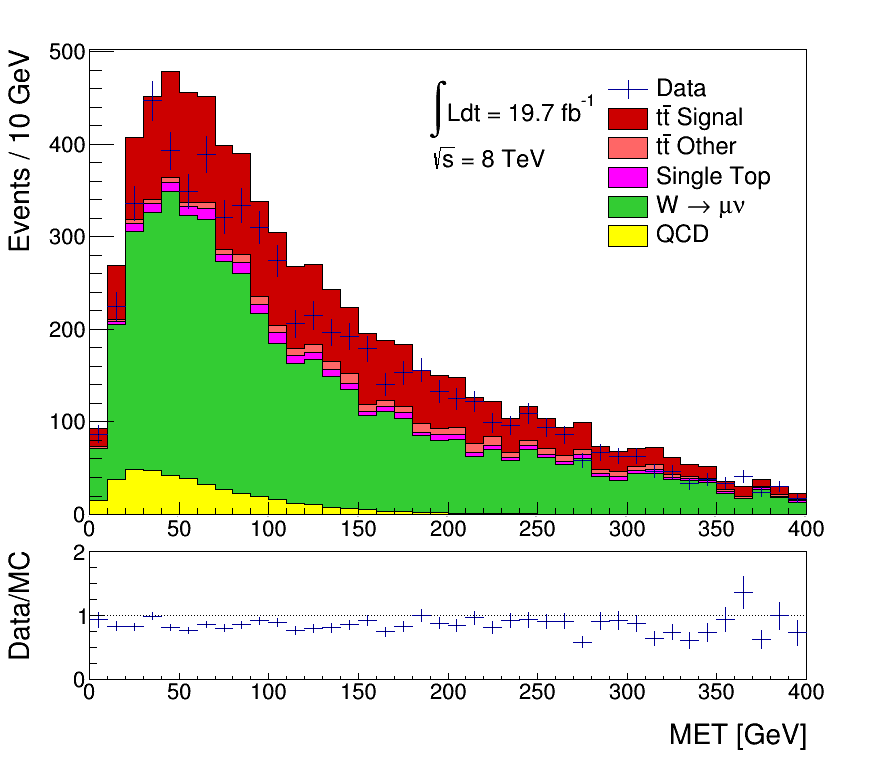 500
400
300
200
100
0
Events / 10 GeV
∫Ldt = 19.7 fb⁻¹
√s = 8 TeV
Data
tt̄ Signal
tt̄ Other
Single Top
W → μν
QCD
0 50 100 150 200 250 300 350 400
2
1
0
Data/MC
0 50 100 150 200 250 300 350 400
MET [GeV]